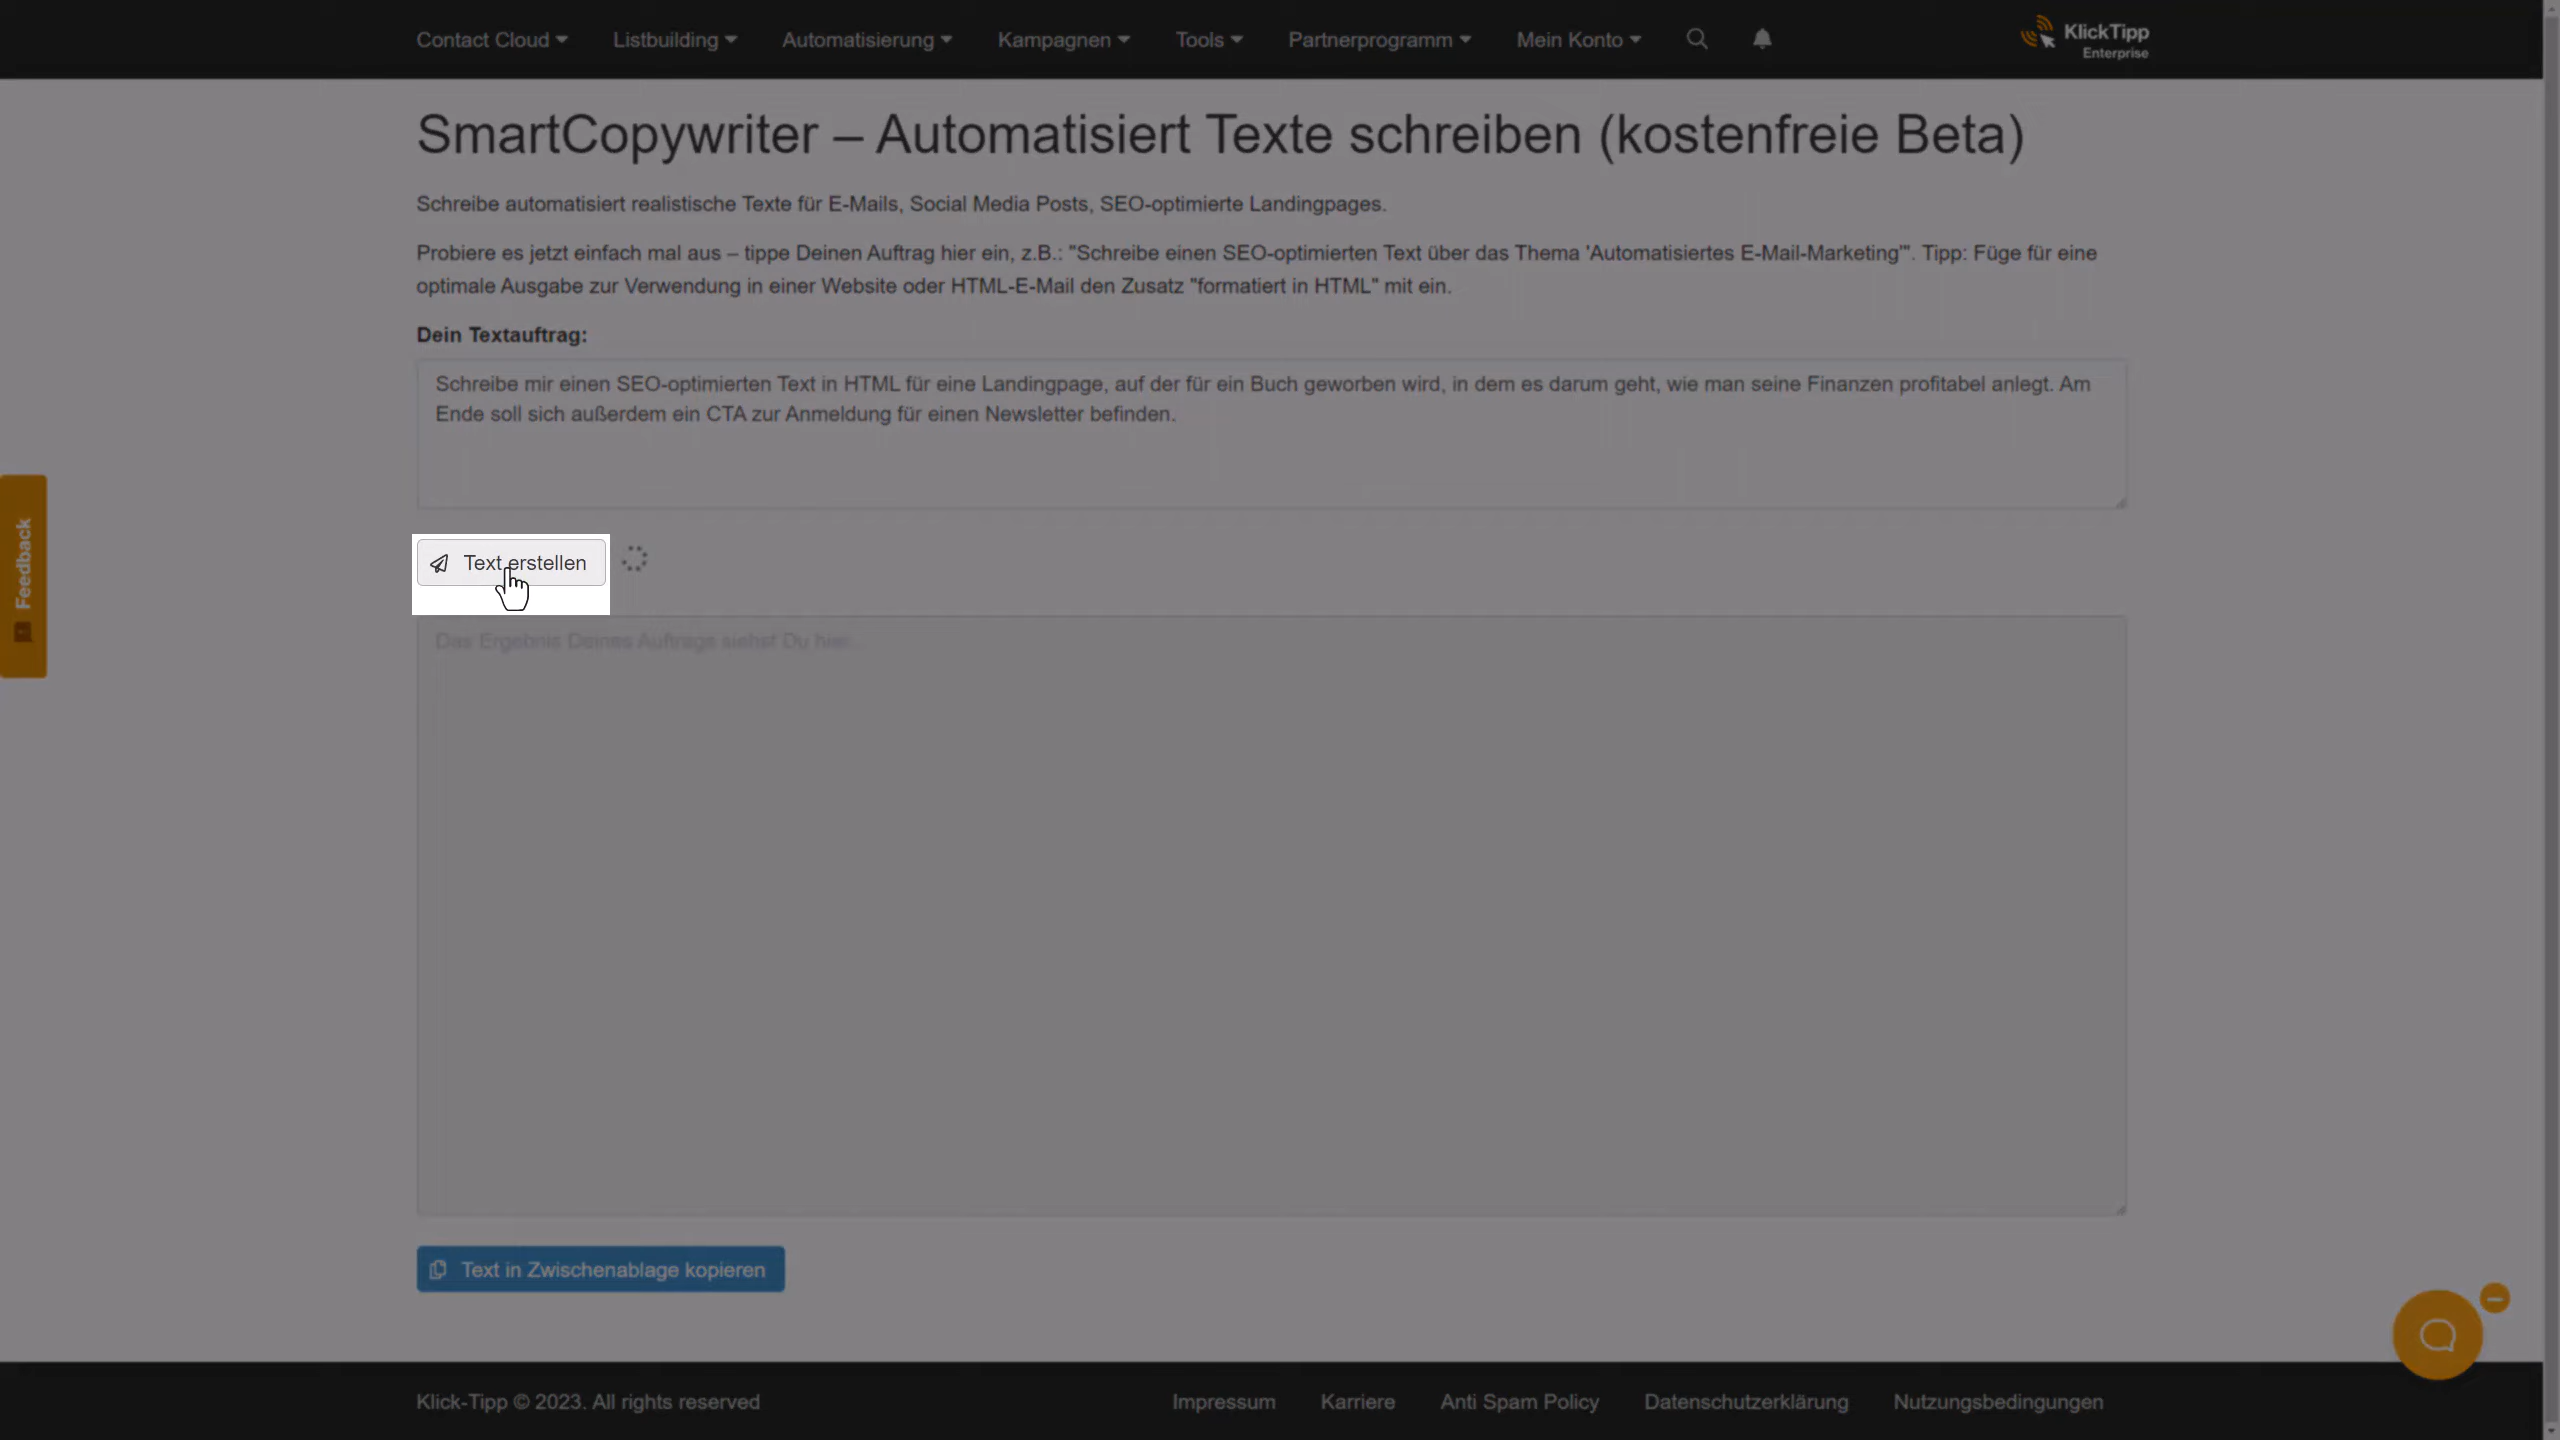 Contact Cloud
Listbuilding
Automatisierung
Kampagnen
Tools
Partnerprogramm
Mein Konto
KlickTipp
Enterprise
SmartCopywriter – Automatisiert Texte schreiben (kostenfreie Beta)
Schreibe automatisiert realistische Texte für E-Mails, Social Media Posts, SEO-optimierte Landingpages.
Probiere es jetzt einfach mal aus – tippe Deinen Auftrag hier ein, z.B.: "Schreibe einen SEO-optimierten Text über das Thema 'Automatisiertes E-Mail-Marketing'". Tipp: Füge für eine
optimale Ausgabe zur Verwendung in einer Website oder HTML-E-Mail den Zusatz "formatiert in HTML" mit ein.
Dein Textauftrag:
Schreibe mir einen SEO-optimierten Text in HTML für eine Landingpage, auf der für ein Buch geworben wird, in dem es darum geht, wie man seine Finanzen profitabel anlegt. Am
Ende soll sich außerdem ein CTA zur Anmeldung für einen Newsletter befinden.
Feedback
Text erstellen
Das Ergebnis Deines Auftrags siehst Du hier...
Text in Zwischenablage kopieren
Klick-Tipp © 2023. All rights reserved
Impressum
Karriere
Anti Spam Policy
Datenschutzerklärung
Nutzungsbedingungen